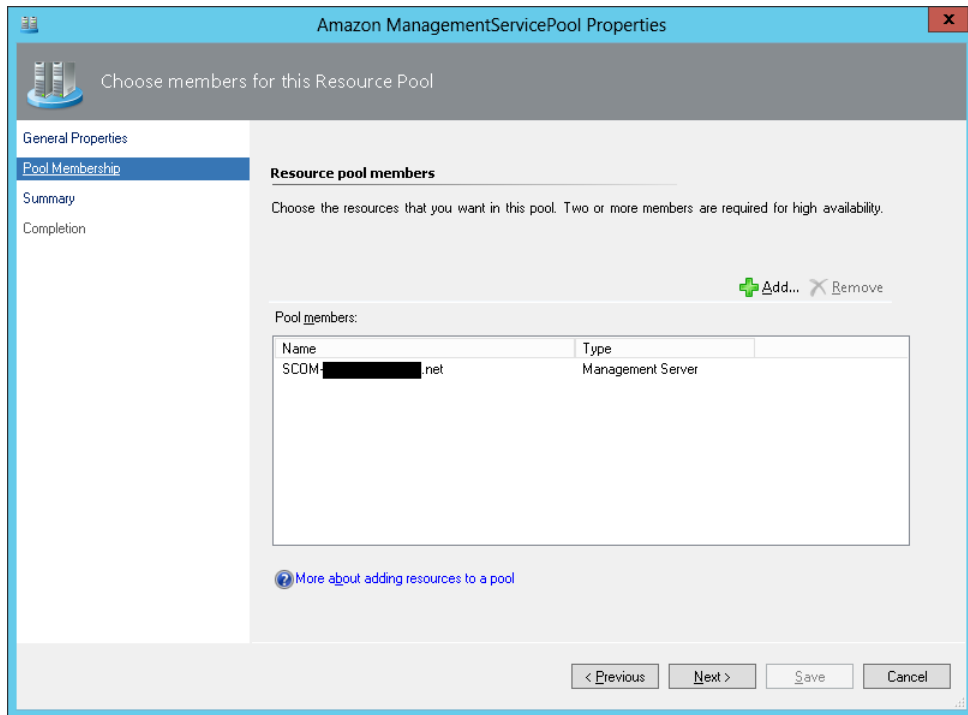 Amazon ManagementServicePool Properties
x
Choose members for this Resource Pool
General Properties
Pool Membership
Summary
Completion
Resource pool members
Choose the resources that you want in this pool. Two or more members are required for high availability.
Add... Remove
Pool members:
Name Type
SCOM- .net Management Server
More about adding resources to a pool
< Previous Next > Save Cancel